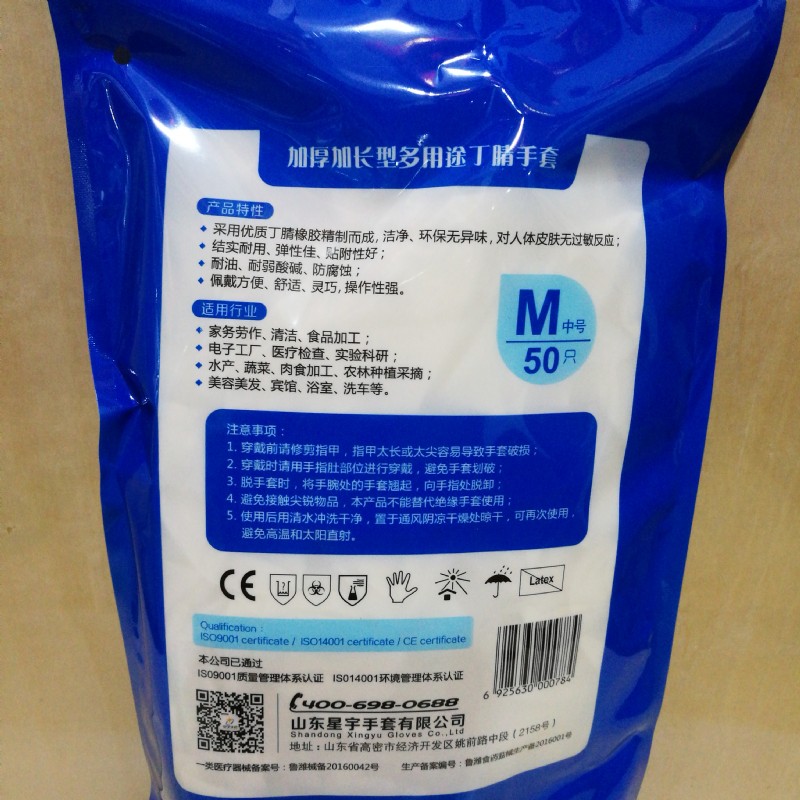 加厚加长型多用途丁腈手套
产品特性
采用优质丁腈橡胶精制而成,洁净、环保无异味,对人体皮肤无过敏反应;
结实耐用、弹性佳、贴附性好;
耐油、耐弱酸碱、防腐蚀;
佩戴方便、舒适、灵巧,操作性强。
适用行业
家务劳作、清洁、食品加工;
电子工厂、医疗检查、实验科研;
水产、蔬菜、肉食加工、农林种植采摘;
美容美发、宾馆、浴室、洗车等。
M中号
50只
注意事项:
1. 穿戴前请修剪指甲,指甲太长或太尖容易导致手套破损;
2. 穿戴时请用手指肚部位进行穿戴,避免手套划破;
3. 脱手套时,将手腕处的手套翘起,向手指处脱卸;
4. 避免接触尖锐物品,本产品不能替代绝缘手套使用;
5. 使用后用清水冲洗干净,置于通风阴凉干燥处晾干,可再次使用,
避免高温和太阳直射。
CE
Latex
Qualification :
ISO9001 certificate / ISO14001 certificate / CE certificate
本公司已通过
ISO9001质量管理体系认证 ISO14001环境管理体系认证
6 925630 000784
400-698-0688
山东星宇手套有限公司
Shandong Xingyu Gloves Co.,Ltd.
地址:山东省高密市经济开发区姚前路中段(2158号)
一类医疗器械备案号:鲁潍械备20160042号 生产备案编号:鲁潍食药监械生产备20160001号